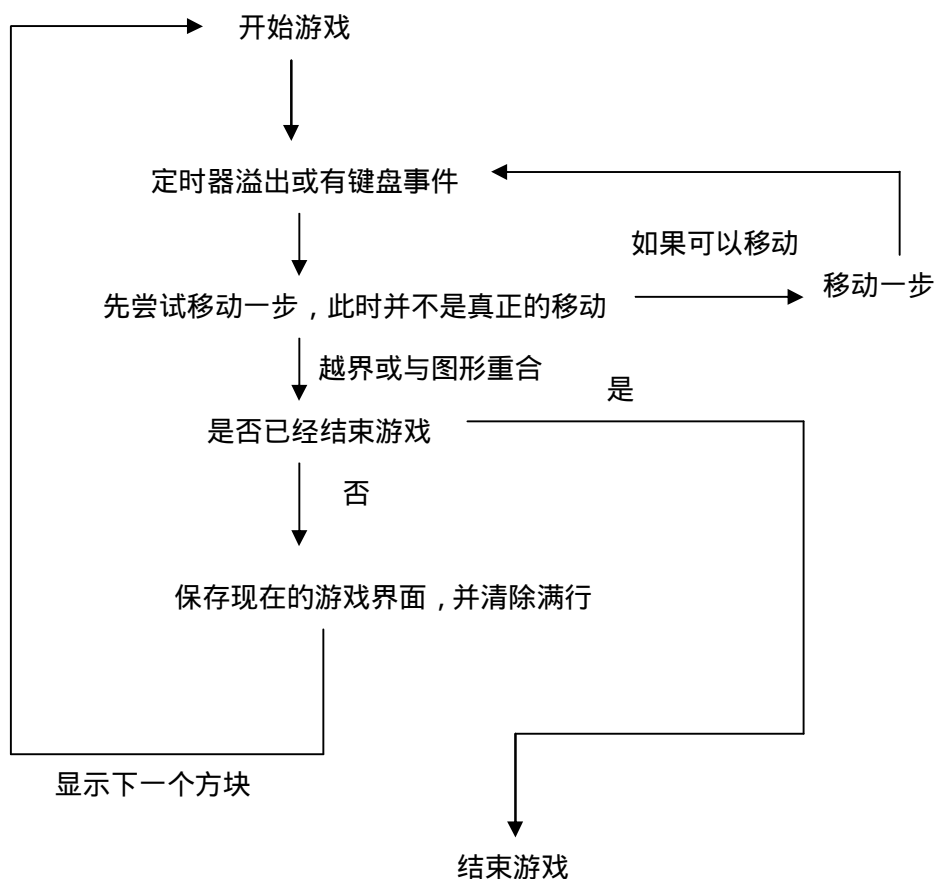 开始游戏
定时器溢出或有键盘事件
如果可以移动
移动一步
先尝试移动一步，此时并不是真正的移动
越界或与图形重合
是
是否已经结束游戏
否
保存现在的游戏界面，并清除满行
显示下一个方块
结束游戏